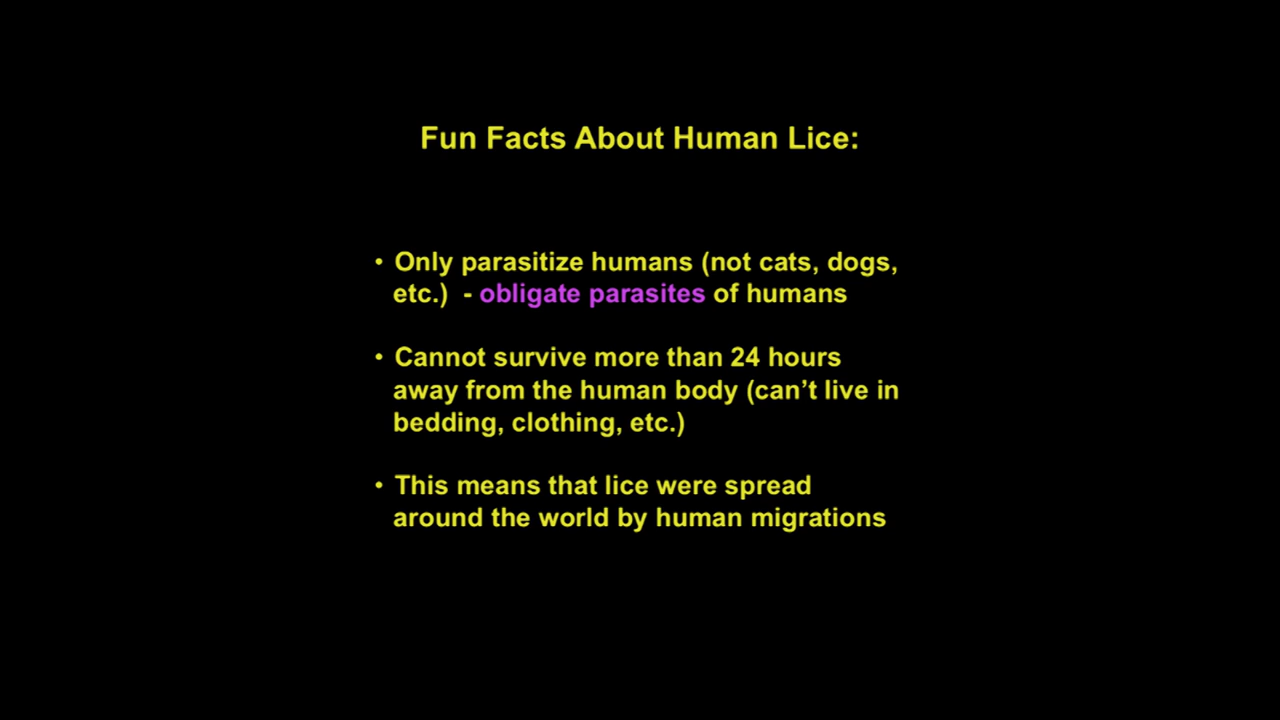 Fun Facts About Human Lice:
• Only parasitize humans (not cats, dogs,
etc.)  - obligate parasites of humans
• Cannot survive more than 24 hours
away from the human body (can’t live in
bedding, clothing, etc.)
• This means that lice were spread
around the world by human migrations